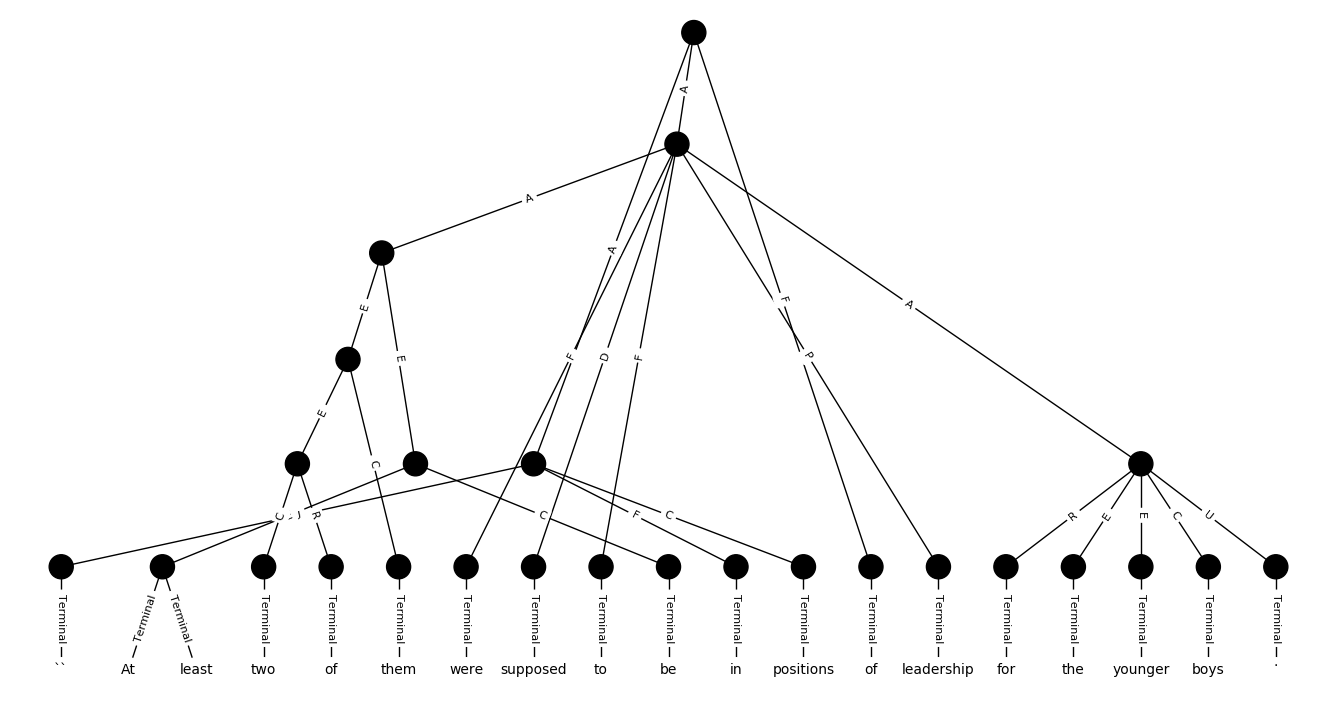 A
A
A
E
A
F
A
E
F
D
F
P
E
C
C
R
C
F
C
R
E
E
C
U
Terminal Terminal Terminal Terminal Terminal Terminal Terminal Terminal Terminal Terminal Terminal Terminal Terminal Terminal Terminal Terminal Terminal Terminal Terminal
`` At least two of them were supposed to be in positions of leadership for the younger boys .